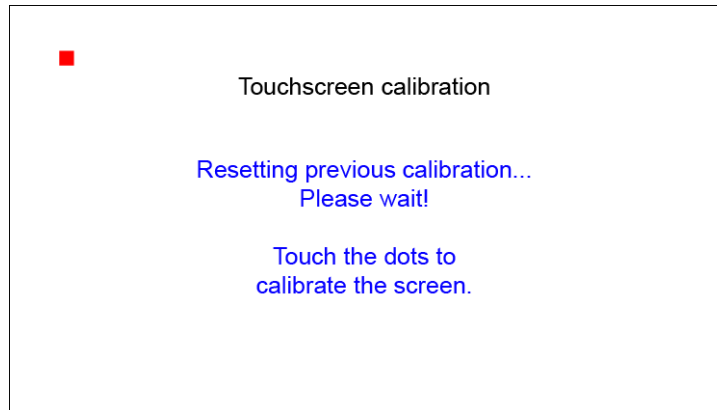 Touchscreen calibration
Resetting previous calibration...
Please wait!
Touch the dots to
calibrate the screen.